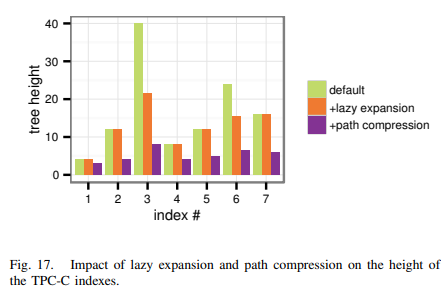 40
30
20
10
0
tree height
1 2 3 4 5 6 7
index #
default
+lazy expansion
+path compression
Fig. 17. Impact of lazy expansion and path compression on the height of
the TPC-C indexes.